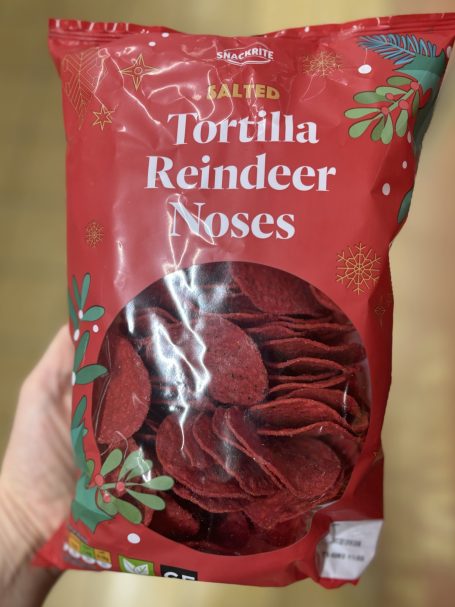 SNACKRITE
SALTED
Tortilla
Reindeer
Noses